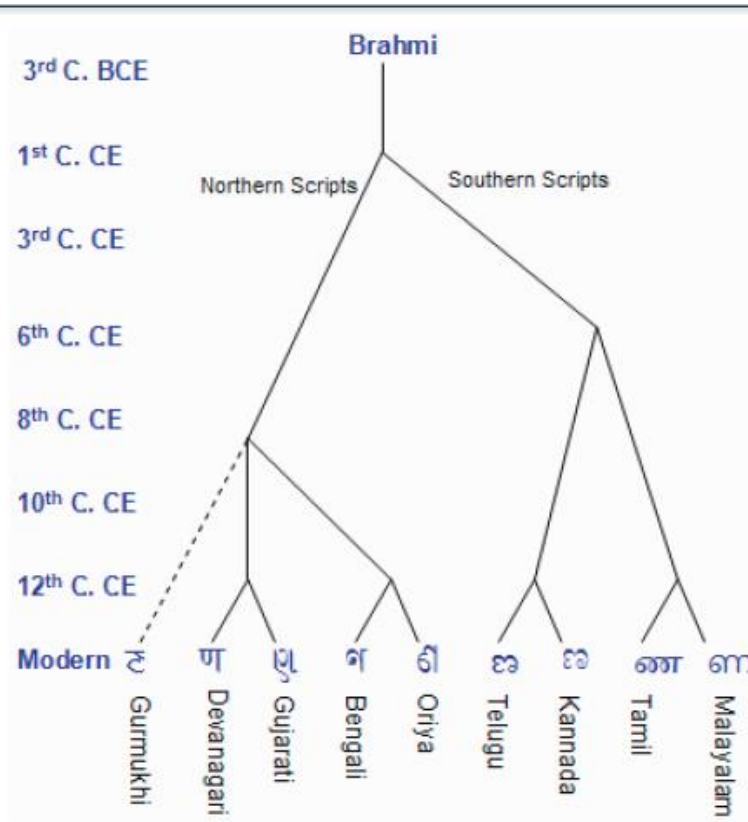 Brahmi
3rd C. BCE
1st C. CE
Northern Scripts
Southern Scripts
3rd C. CE
6th C. CE
8th C. CE
10th C. CE
12th C. CE
Modern ਣ ण ણ ণ ଣ ణ ಣ ண ണ
Gurmukhi
Devanagari
Gujarati
Bengali
Oriya
Telugu
Kannada
Tamil
Malayalam